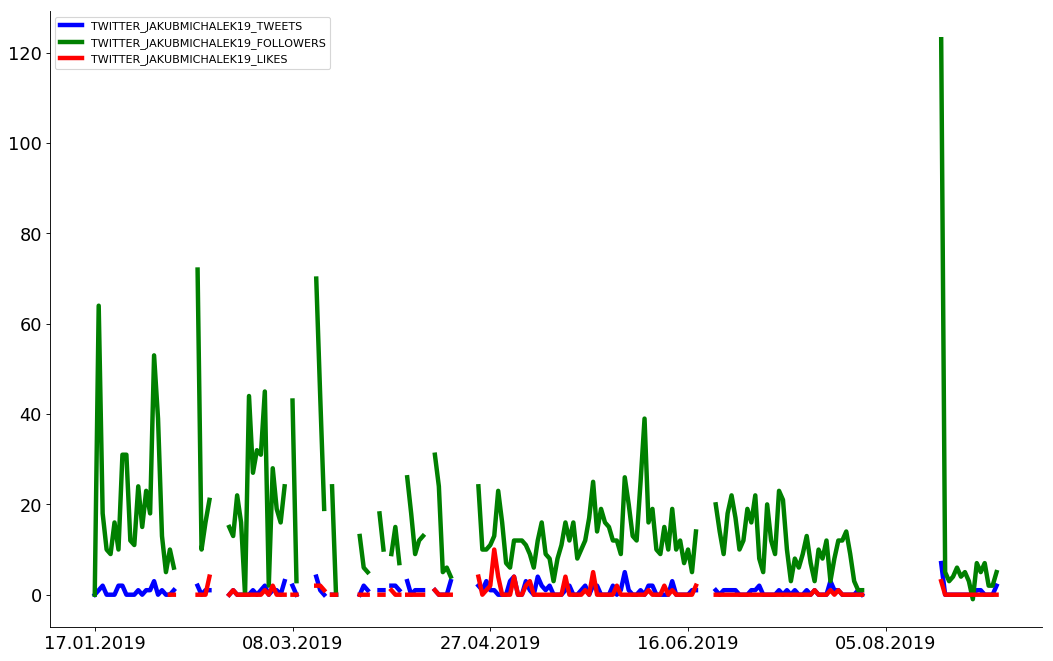 TWITTER_JAKUBMICHALEK19_TWEETS
TWITTER_JAKUBMICHALEK19_FOLLOWERS
TWITTER_JAKUBMICHALEK19_LIKES
120
100
80
60
40
20
0
17.01.2019 08.03.2019 27.04.2019 16.06.2019 05.08.2019